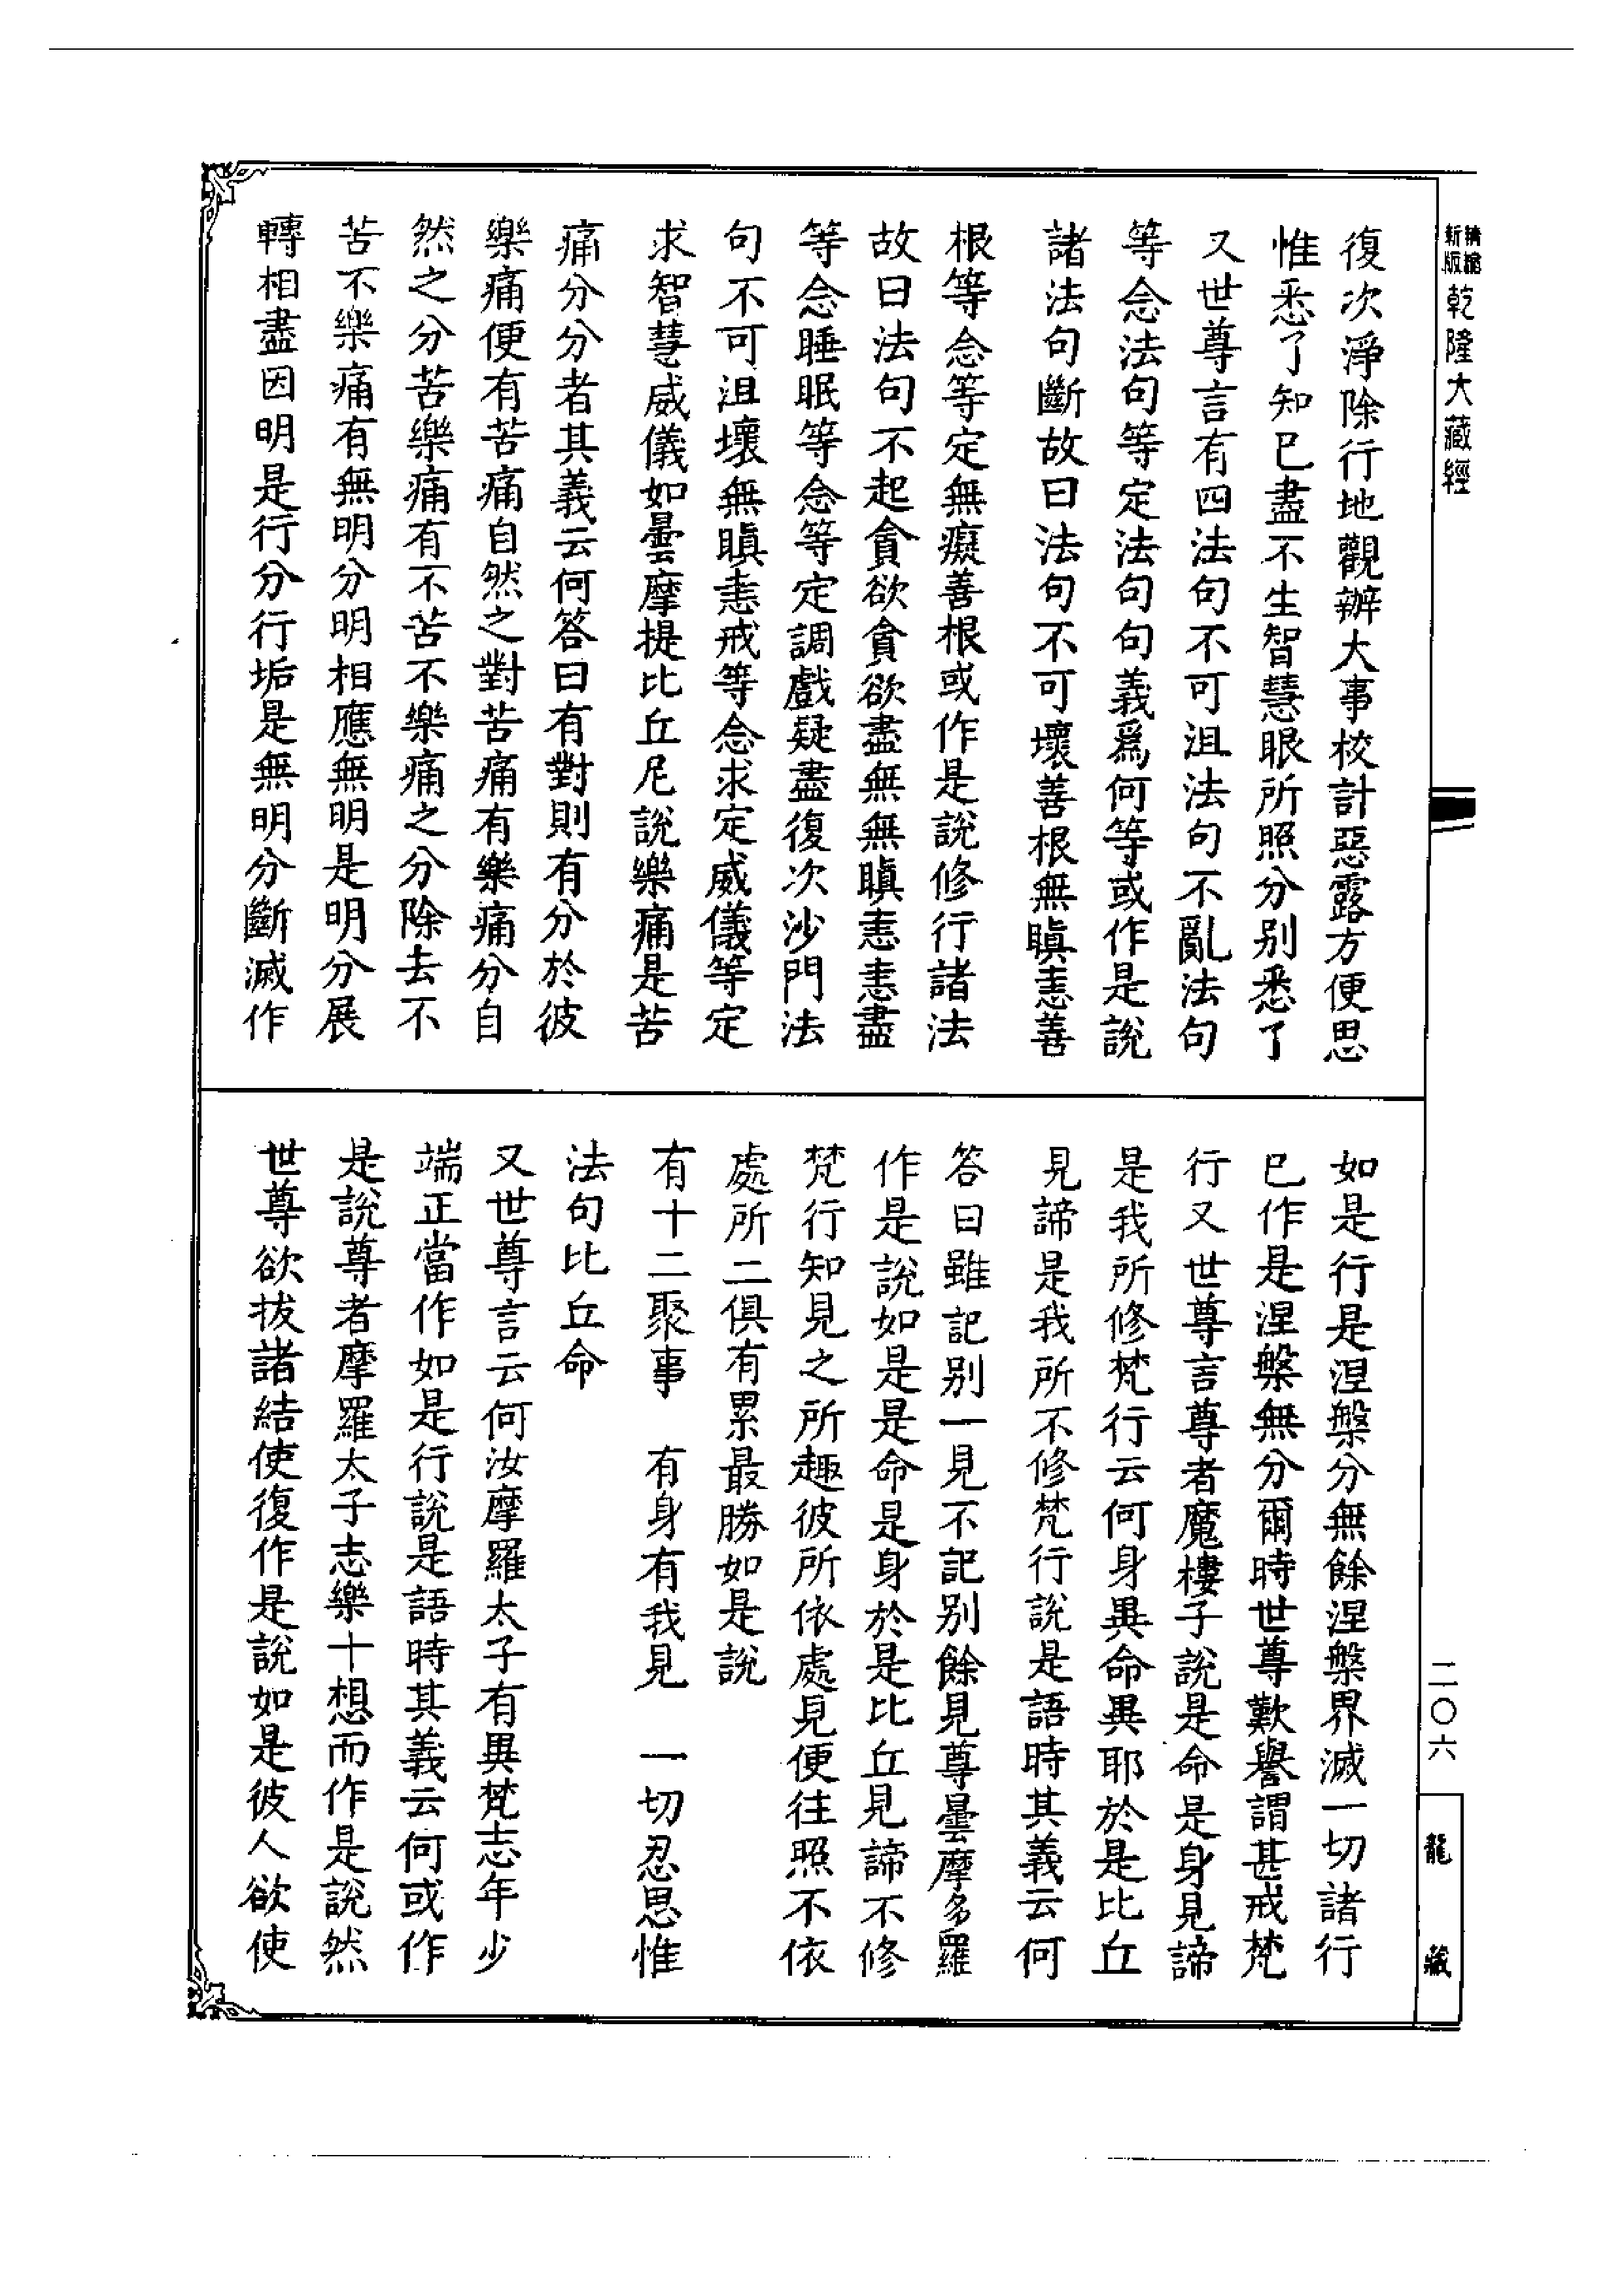 精繪新版乾隆大藏經
復次淨除行地觀辦大事校計惡露方便思
惟悉了知已盡不生智慧眼所照分别悉了
又世尊言有四法句不可沮法句不亂法句
等念法句等定法句句義爲何等或作是說
諸法句斷故曰法句不可壞善根無瞋恚善
根等念等定無癡善根或作是說修行諸法
故曰法句不起貪欲貪欲盡無無瞋恚恚盡
等念睡眠等念等定調戲疑盡復次沙門法
句不可沮壞無瞋恚戒等念求定威儀等定
求智慧威儀如曇摩提比丘尼說樂痛是苦
痛分分者其義云何答曰有對則有分於彼
樂痛便有苦痛自然之對苦痛有樂痛分自
然之分苦樂痛有不苦不樂痛之分除去不
苦不樂痛有無明分明相應無明是明分展
轉相盡因明是行分行垢是無明分斷滅作
如是行是涅槃分無餘涅槃界滅一切諸行
已作是涅槃無分爾時世尊歎譽謂甚戒梵
行又世尊言尊者魔樓子說是命是身見諦
是我所修梵行云何身異命異耶於是比丘
見諦是我所不修梵行說是語時其義云何
答曰雖記别一見不記别餘見尊曇摩多羅
作是說如是是命是身於是比丘見諦不修
梵行知見之所趣彼所依處見便往照不依
處所二俱有累最勝如是說
有十二聚事　有身有我見　一切忍思惟
法句比丘命
又世尊言云何汝摩羅太子有異梵志年少
端正當作如是行說是語時其義云何或作
是說尊者摩羅太子志樂十想而作是說然
世尊欲拔諸結使復作是說如是彼人欲使
二〇六
龍藏